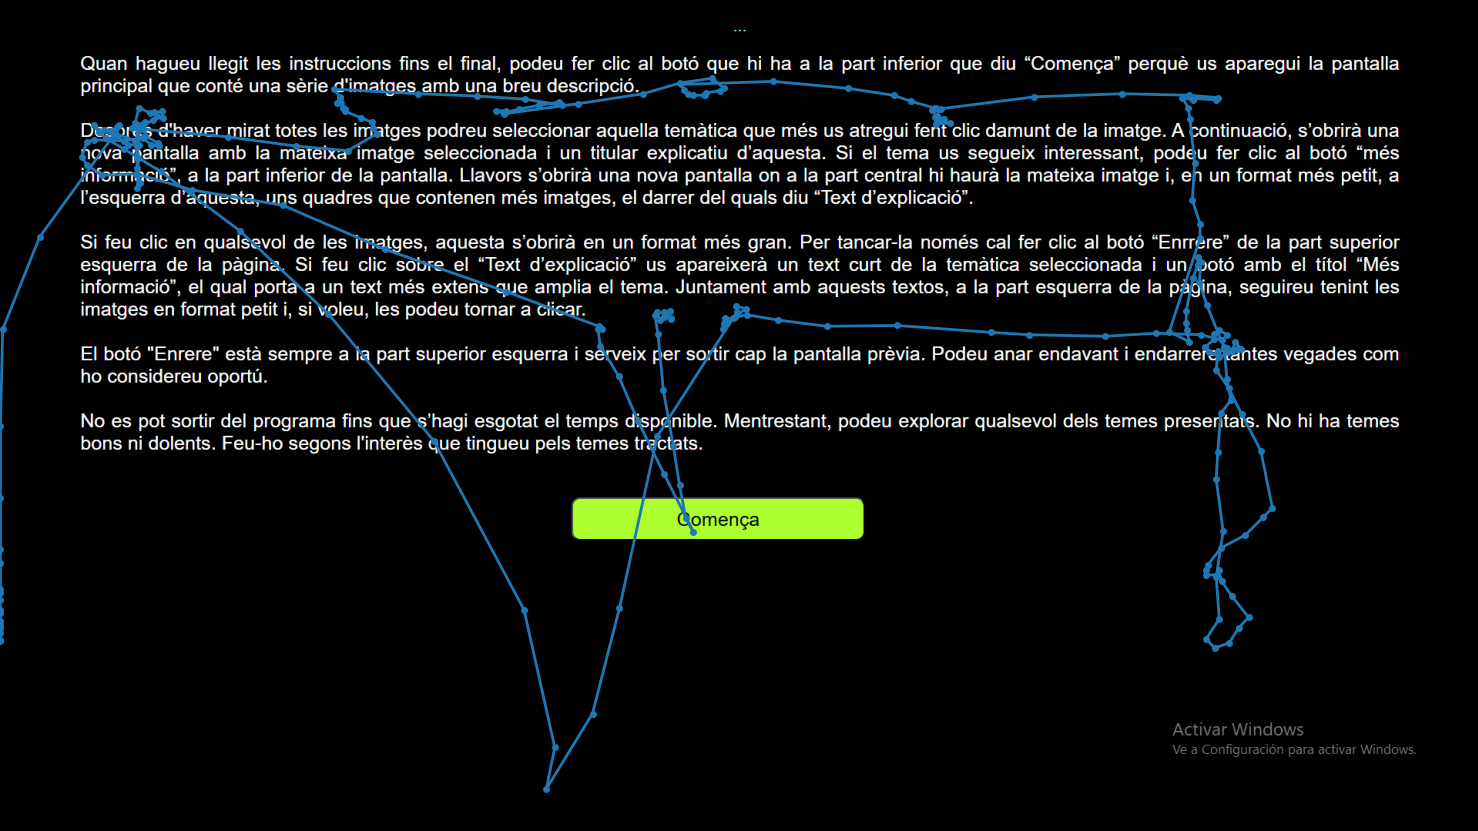 ...
Quan hagueu llegit les instruccions fins el final, podeu fer clic al botó que hi ha a la part inferior que diu “Comença” perquè us aparegui la pantalla
principal que conté una sèrie d'imatges amb una breu descripció.
Després d'haver mirat totes les imatges podreu seleccionar aquella temàtica que més us atregui fent clic damunt de la imatge. A continuació, s’obrirà una
nova pantalla amb la mateixa imatge seleccionada i un titular explicatiu d’aquesta. Si el tema us segueix interessant, podeu fer clic al botó “més
informació”, a la part inferior de la pantalla. Llavors s’obrirà una nova pantalla on a la part central hi haurà la mateixa imatge i, en un format més petit, a
l’esquerra d’aquesta, uns quadres que contenen més imatges, el darrer del quals diu “Text d’explicació”.
Si feu clic en qualsevol de les imatges, aquesta s’obrirà en un format més gran. Per tancar-la només cal fer clic al botó “Enrrere” de la part superior
esquerra de la pàgina. Si feu clic sobre el “Text d’explicació” us apareixerà un text curt de la temàtica seleccionada i un botó amb el títol “Més
informació”, el qual porta a un text més extens que amplia el tema. Juntament amb aquests textos, a la part esquerra de la pàgina, seguireu tenint les
imatges en format petit i, si voleu, les podeu tornar a clicar.
El botó "Enrere" està sempre a la part superior esquerra i serveix per sortir cap la pantalla prèvia. Podeu anar endavant i endarrere tantes vegades com
ho considereu oportú.
No es pot sortir del programa fins que s’hagi esgotat el temps disponible. Mentrestant, podeu explorar qualsevol dels temes presentats. No hi ha temes
bons ni dolents. Feu-ho segons l'interès que tingueu pels temes tractats.
Comença
Activar Windows
Ve a Configuración para activar Windows.